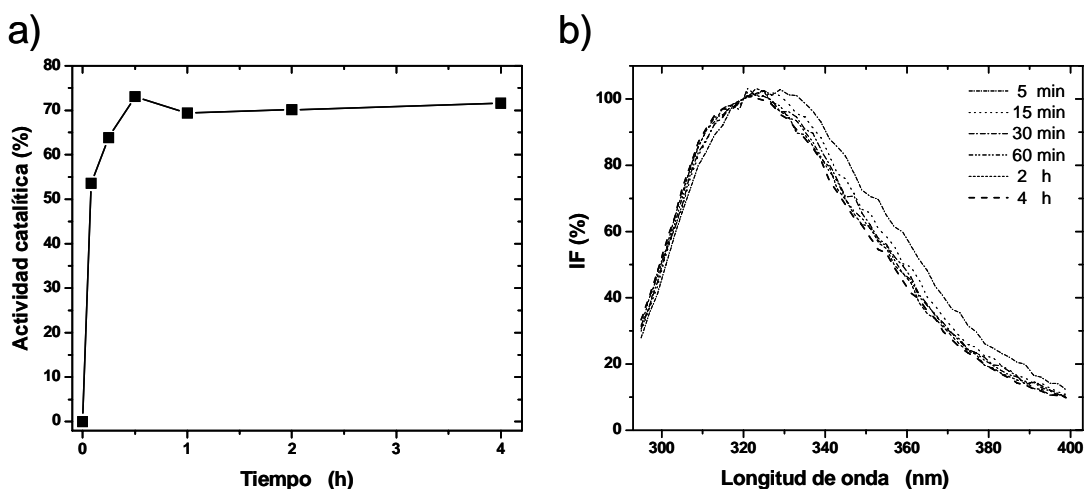 a)
80
70
60
50
40
30
20
10
0
Actividad catalítica (%)
0 1 2 3 4
Tiempo (h)
b)
100
80
60
40
20
0
IF (%)
5 min
15 min
30 min
60 min
2 h
4 h
300 320 340 360 380 400
Longitud de onda (nm)